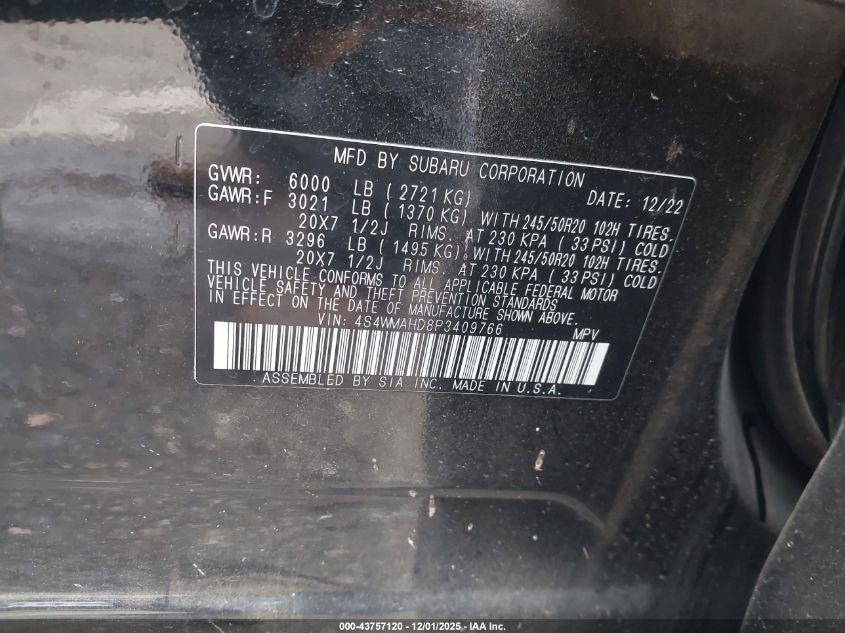 MFD BY SUBARU CORPORATION
GVWR: 6000 LB ( 2721 KG) DATE: 12/22
GAWR:F 3021 LB ( 1370 KG) WITH 245/50R20 102H TIRES.
20X7 1/2J RIMS. AT 230 KPA ( 33 PSI) COLD
GAWR:R 3296 LB ( 1495 KG) WITH 245/50R20 102H TIRES.
20X7 1/2J RIMS. AT 230 KPA ( 33 PSI) COLD
THIS VEHICLE CONFORMS TO ALL APPLICABLE FEDERAL MOTOR
VEHICLE SAFETY AND THEFT PREVENTION STANDARDS
IN EFFECT ON THE DATE OF MANUFACTURE SHOWN ABOVE.
VIN: 4S4WMAHD8P3409766 MPV
ASSEMBLED BY SIA INC. MADE IN U.S.A.
000-43757120 - 12/01/2025 - IAA Inc.